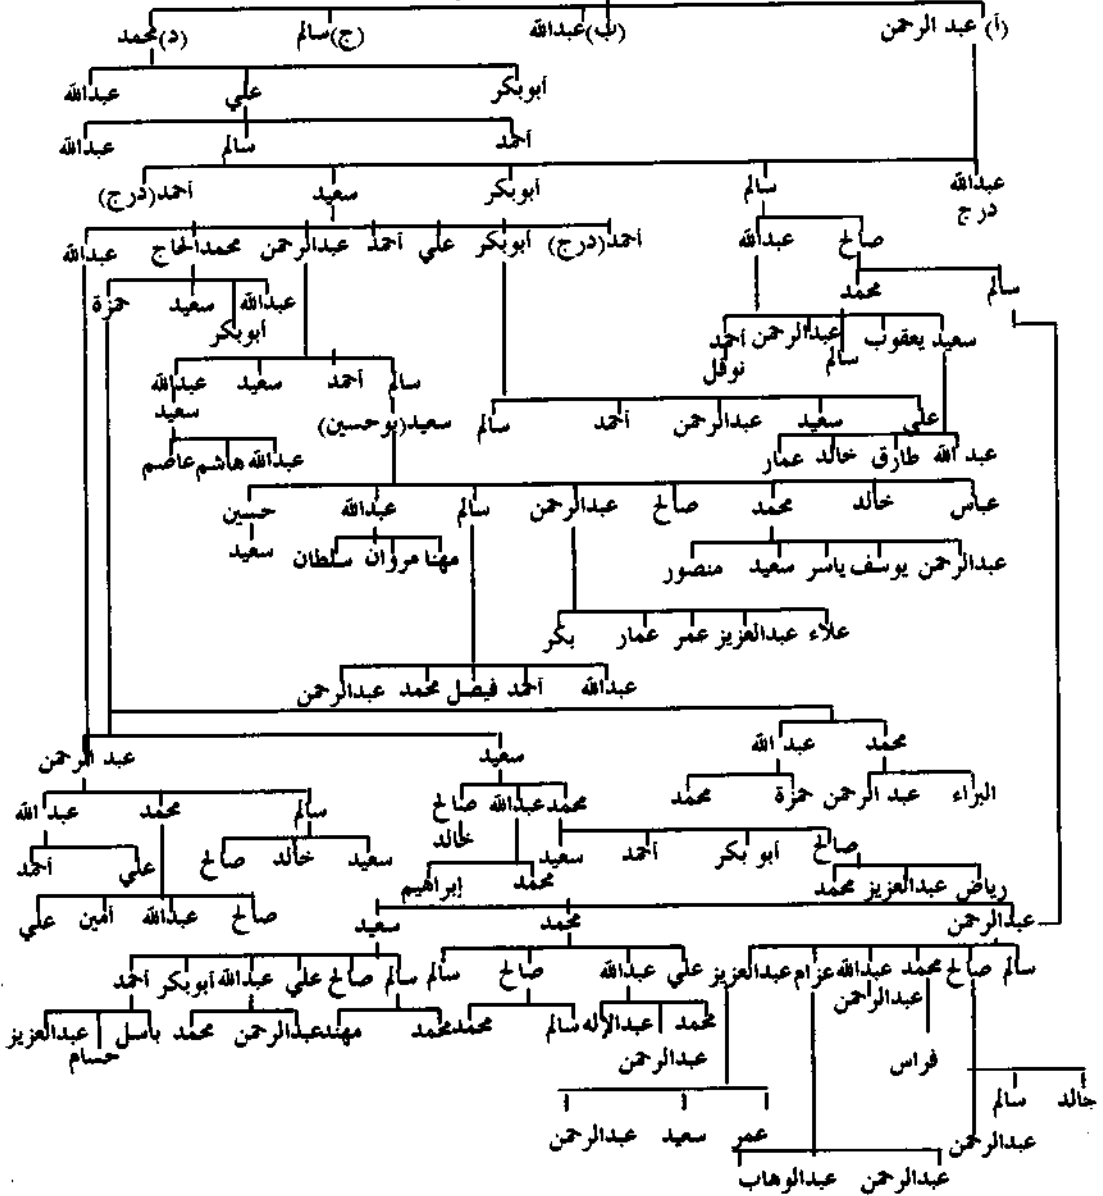 (أ) عبد الرحمن (ب) عبدالله (ج) سالم (د) محمد
أبوبكر علي عبدالله
أحمد سالم عبدالله
عبدالله سالم أبوبكر سعيد أحمد (درج)
درج
صالح عبدالله
أحمد (درج) أبوبكر علي أحمد عبدالرحمن محمدالحاج عبدالله
سالم محمد
عبدالله سعيد حمزة
أبوبكر
سعيد يعقوب سالم عبدالرحمن أحمد
نوفل
سالم أحمد سعيد عبدالله
سعيد
علي سعيد عبدالرحمن أحمد سالم
سعيد (بوحسين)
عبد الله طارق خالد عمار
عبدالله هاشم عاصم
عباس خالد محمد صالح عبدالرحمن سالم عبدالله حسين
سعيد
عبدالرحمن يوسف ياسر سعيد منصور
مهنا مروان سلطان
علاء عبدالعزيز عمر عمار بكر
عبدالله أحمد فيصل محمد عبدالرحمن
محمد عبد الله سعيد عبد الرحمن
البراء عبد الرحمن حمزة محمد
محمد عبدالله صالح
خالد
سالم محمد عبد الله
صالح أبو بكر أحمد سعيد
سعيد خالد صالح
علي أحمد
رياض عبدالعزيز محمد
محمد إبراهيم
صالح عبدالله أمين علي
عبدالرحمن محمد سعيد
سالم صالح محمد عبدالله عزام عبدالعزيز
علي عبدالله صالح سالم
سالم صالح علي عبدالله أبوبكر أحمد
عبدالرحمن
محمد عبدالإله سالم محمد محمد مهند عبدالرحمن محمد باسل عبدالعزيز
حسام
فراس عبدالرحمن
خالد سالم
عمر سعيد عبدالرحمن
عبدالرحمن
عبدالرحمن عبدالوهاب